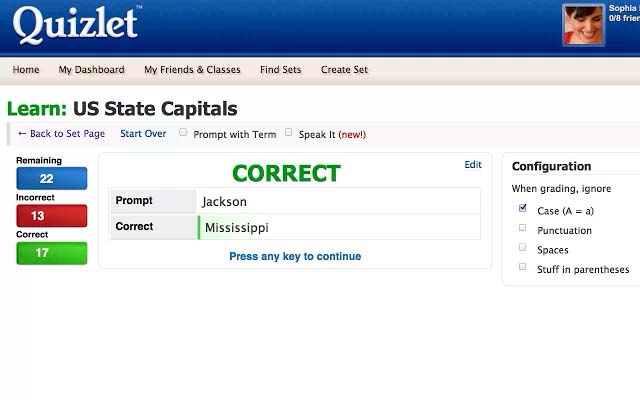 Quizlet™
Sophia
0/8 frie
Home My Dashboard My Friends & Classes Find Sets Create Set
Learn: US State Capitals
← Back to Set Page Start Over Prompt with Term Speak It (new!)
Remaining
22
Incorrect
13
Correct
17
CORRECT
Edit
Prompt Jackson
Correct Mississippi
Press any key to continue
Configuration
When grading, ignore
Case (A = a)
Punctuation
Spaces
Stuff in parentheses